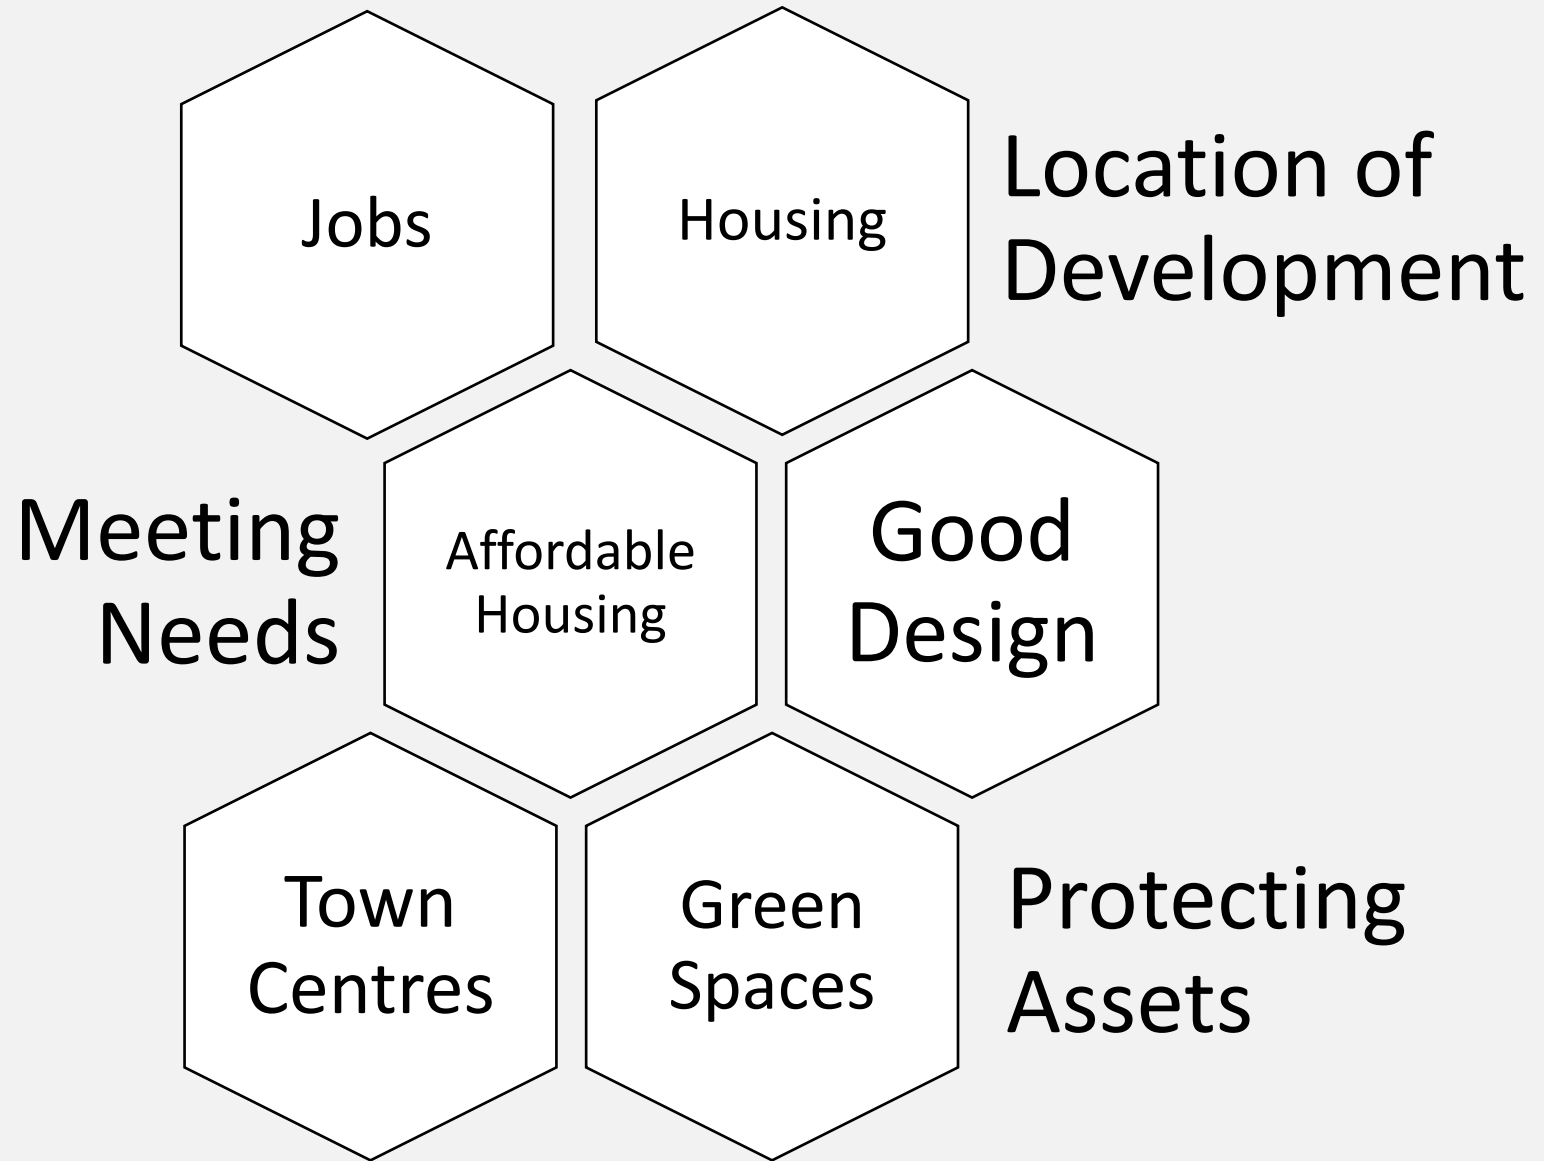 Jobs
Housing
Location of
Development
Meeting
Needs
Affordable
Housing
Good
Design
Town
Centres
Green
Spaces
Protecting
Assets